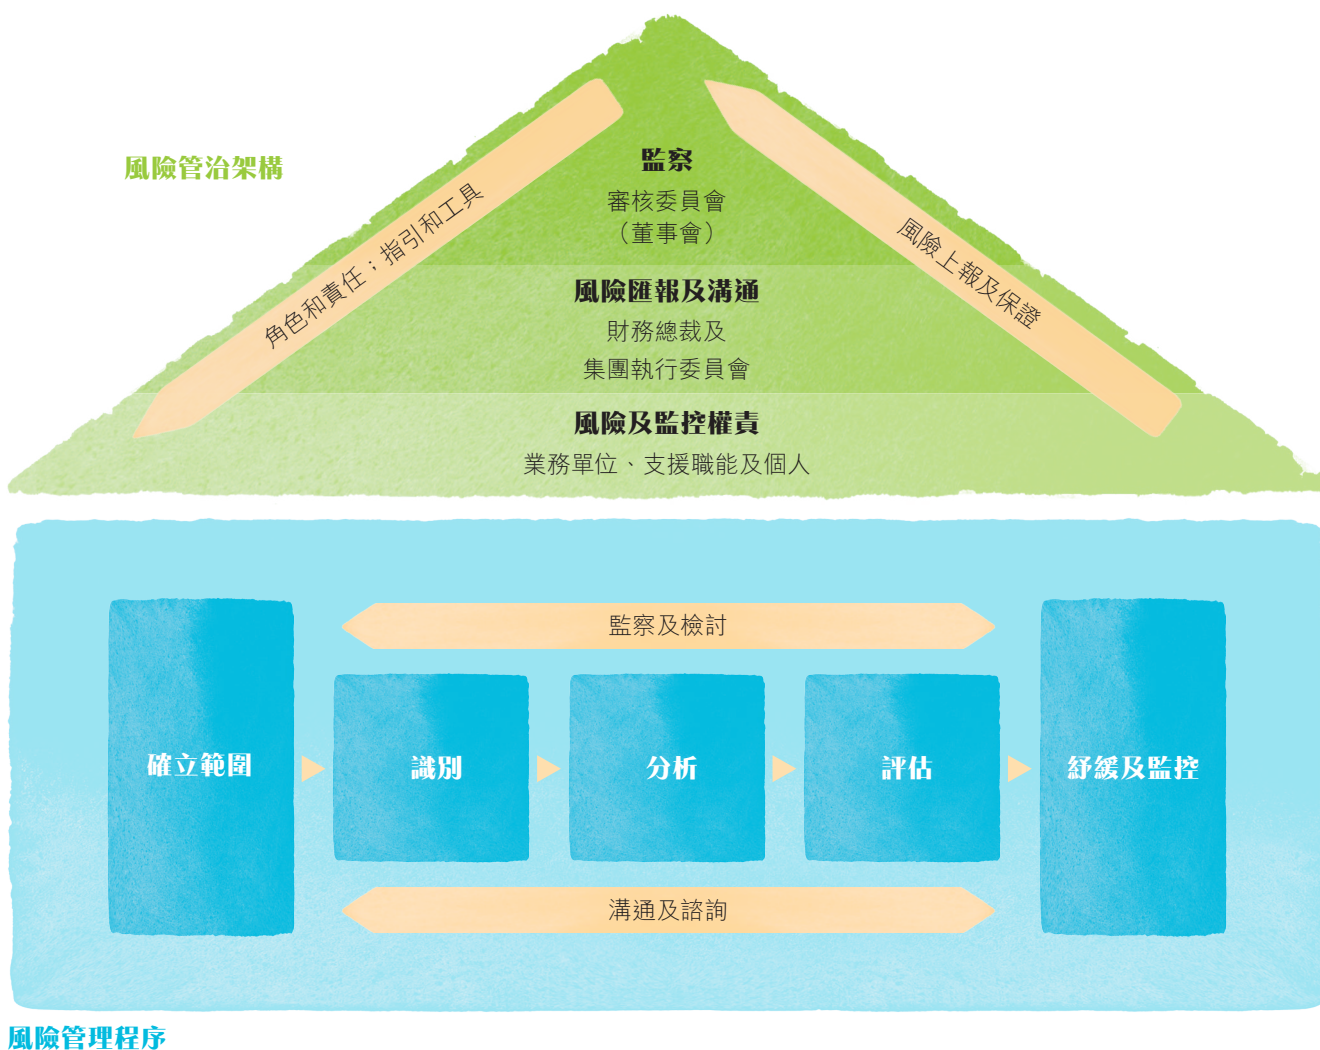 風險管治架構
角色和責任；指引和工具
監察
審核委員會
（董事會）
風險上報及保證
風險匯報及溝通
財務總裁及
集團執行委員會
風險及監控權責
業務單位、支援職能及個人
監察及檢討
確立範圍
識別
分析
評估
紓緩及監控
溝通及諮詢
風險管理程序